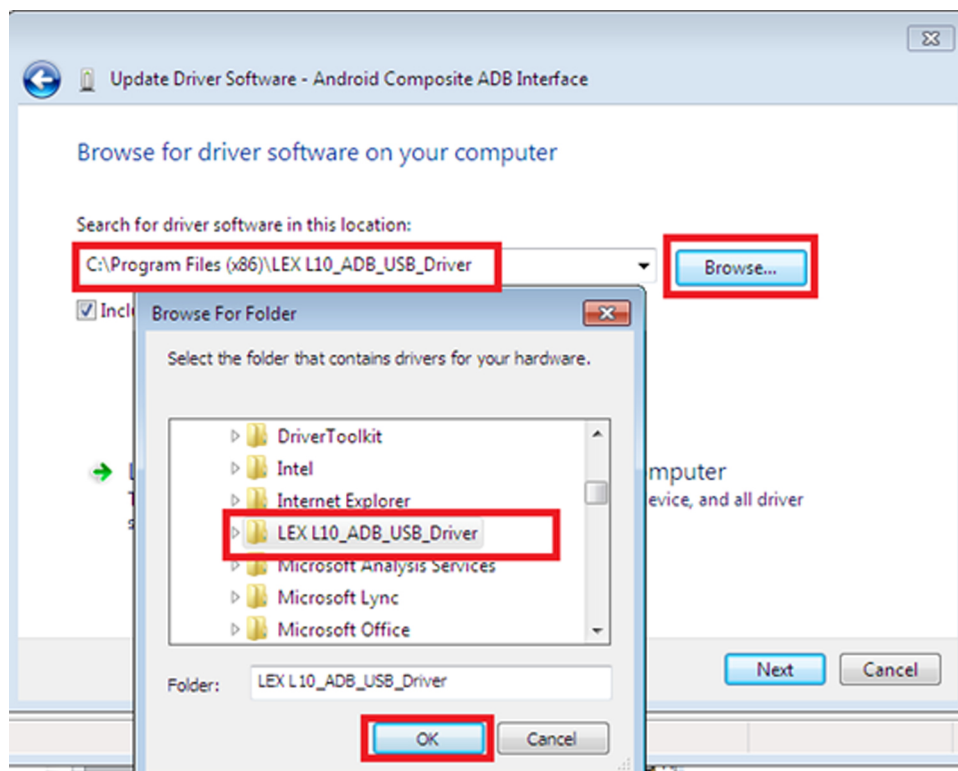 Update Driver Software - Android Composite ADB Interface
Browse for driver software on your computer
Search for driver software in this location:
C:\Program Files (x86)\LEX L10_ADB_USB_Driver
Browse...
Browse For Folder
Select the folder that contains drivers for your hardware.
DriverToolkit
Intel
mputer
Internet Explorer
evice, and all driver
LEX L10_ADB_USB_Driver
Microsoft Analysis Services
Microsoft Lync
Microsoft Office
Next
Cancel
Folder:
LEX L10_ADB_USB_Driver
OK
Cancel